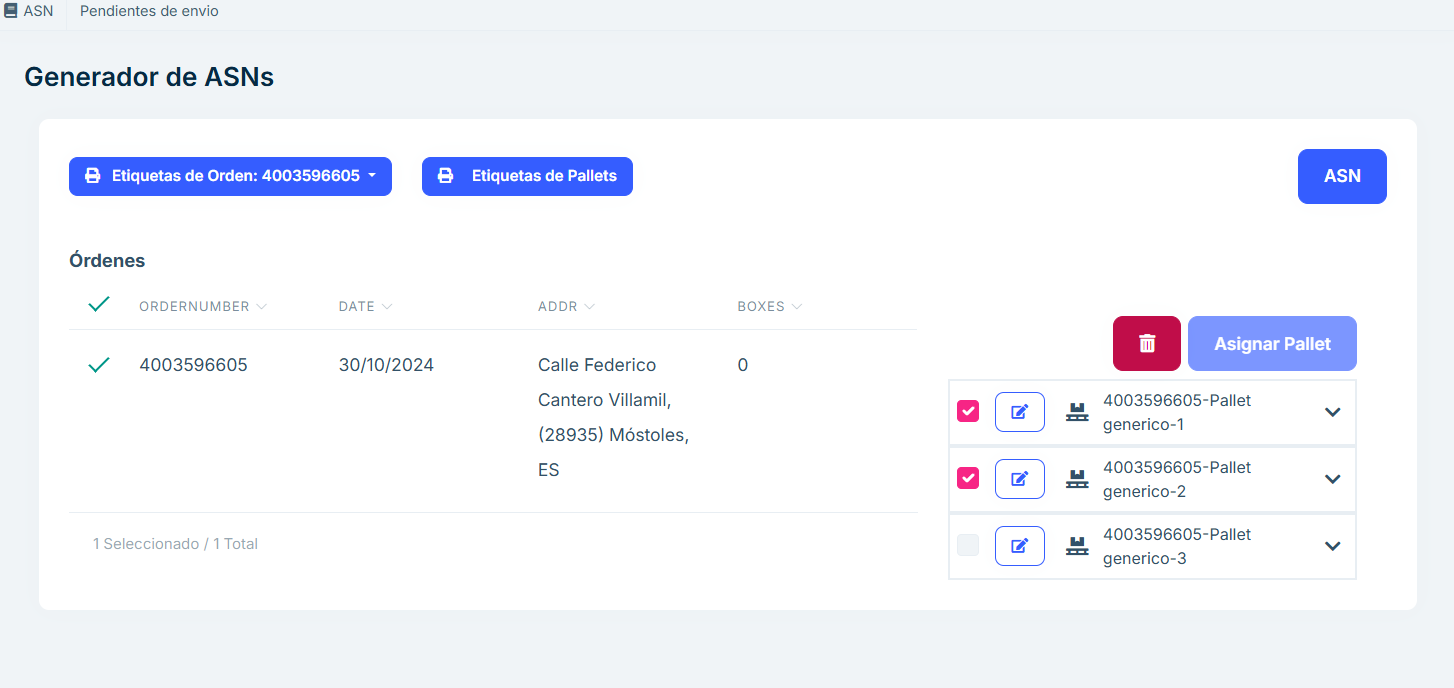 ASN
Pendientes de envio
Generador de ASNs
Etiquetas de Orden: 4003596605
Etiquetas de Pallets
ASN
Órdenes
ORDERNUMBER
DATE
ADDR
BOXES
4003596605
30/10/2024
Calle Federico
Cantero Villamil,
(28935) Móstoles,
ES
0
1 Seleccionado / 1 Total
Asignar Pallet
4003596605-Pallet
generico-1
4003596605-Pallet
generico-2
4003596605-Pallet
generico-3